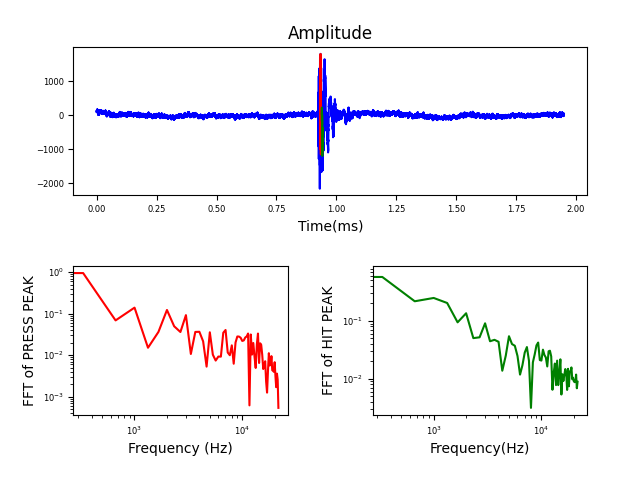 Amplitude
1000
0
−1000
−2000
0.00 0.25 0.50 0.75 1.00 1.25 1.50 1.75 2.00
Time(ms)
FFT of PRESS PEAK
10⁰
10⁻¹
10⁻²
10⁻³
10³ 10⁴
Frequency (Hz)
FFT of HIT PEAK
10⁻¹
10⁻²
10³ 10⁴
Frequency(Hz)